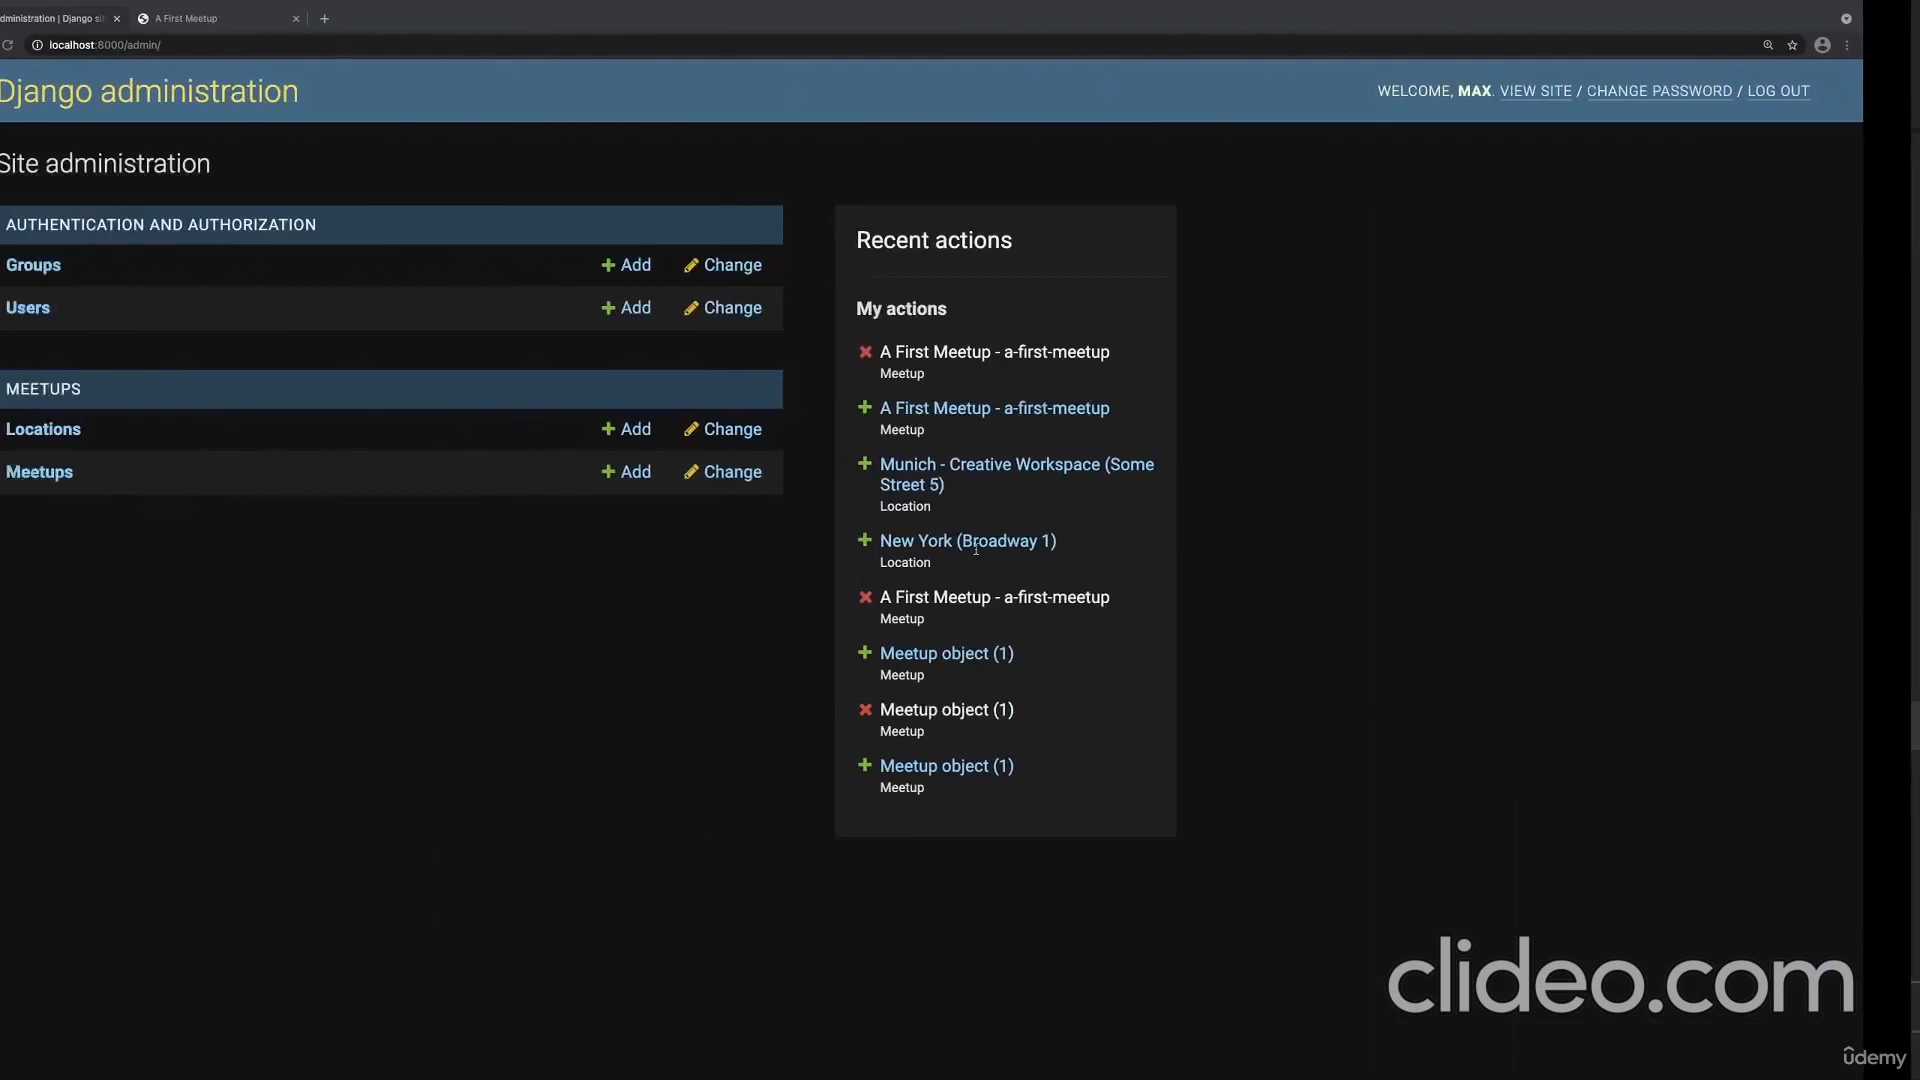 dministration | Django sit
A First Meetup
localhost:8000/admin/
Django administration
WELCOME, MAX. VIEW SITE / CHANGE PASSWORD / LOG OUT
Site administration
AUTHENTICATION AND AUTHORIZATION
Groups Add Change
Users Add Change
MEETUPS
Locations Add Change
Meetups Add Change
Recent actions
My actions
A First Meetup - a-first-meetup
Meetup
A First Meetup - a-first-meetup
Meetup
Munich - Creative Workspace (Some
Street 5)
Location
New York (Broadway 1)
Location
A First Meetup - a-first-meetup
Meetup
Meetup object (1)
Meetup
Meetup object (1)
Meetup
Meetup object (1)
Meetup
clideo.com
udemy